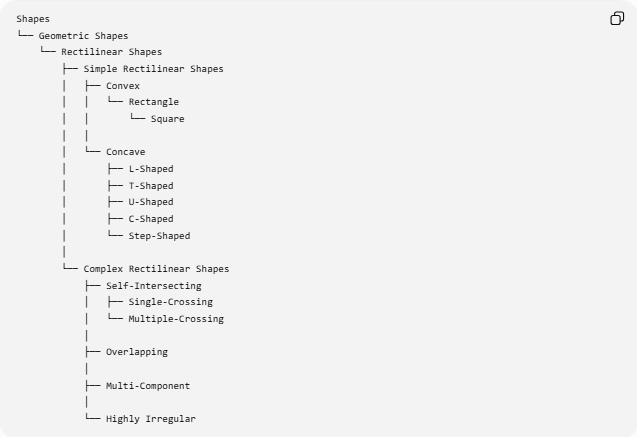 Shapes
└── Geometric Shapes
    └── Rectilinear Shapes
        ├── Simple Rectilinear Shapes
        │   ├── Convex
        │   │   └── Rectangle
        │   │       └── Square
        │   │
        │   └── Concave
        │       ├── L-Shaped
        │       ├── T-Shaped
        │       ├── U-Shaped
        │       ├── C-Shaped
        │       └── Step-Shaped
        │
        └── Complex Rectilinear Shapes
            ├── Self-Intersecting
            │   ├── Single-Crossing
            │   └── Multiple-Crossing
            │
            ├── Overlapping
            │
            ├── Multi-Component
            │
            └── Highly Irregular